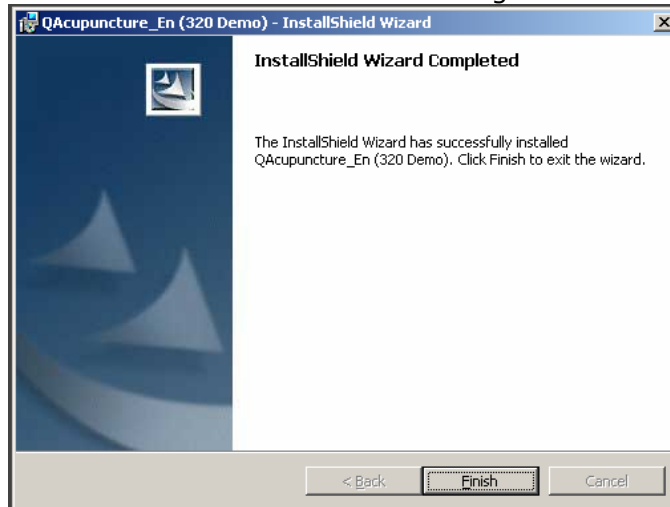 QAcupuncture_En (320 Demo) - InstallShield Wizard
InstallShield Wizard Completed
The InstallShield Wizard has successfully installed
QAcupuncture_En (320 Demo). Click Finish to exit the wizard.
< Back Finish Cancel